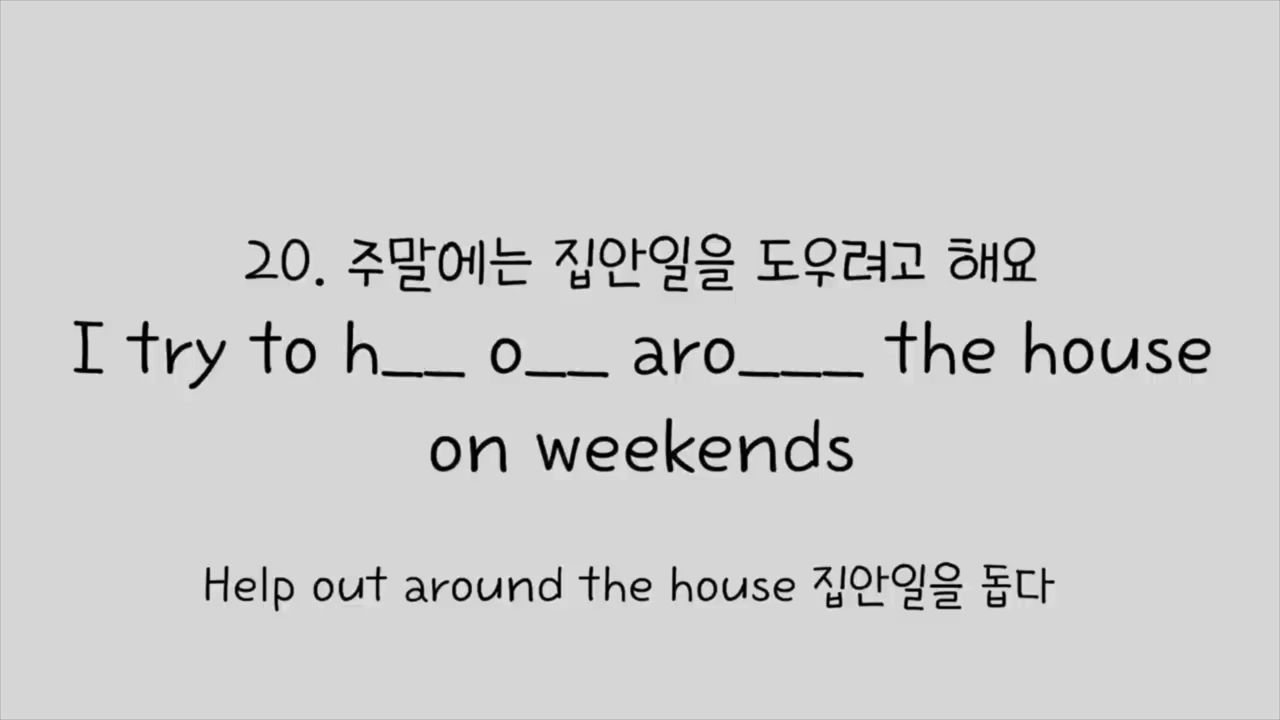 20. 주말에는 집안일을 도우려고 해요
I try to h__ o__ aro___ the house
on weekends
Help out around the house 집안일을 돕다